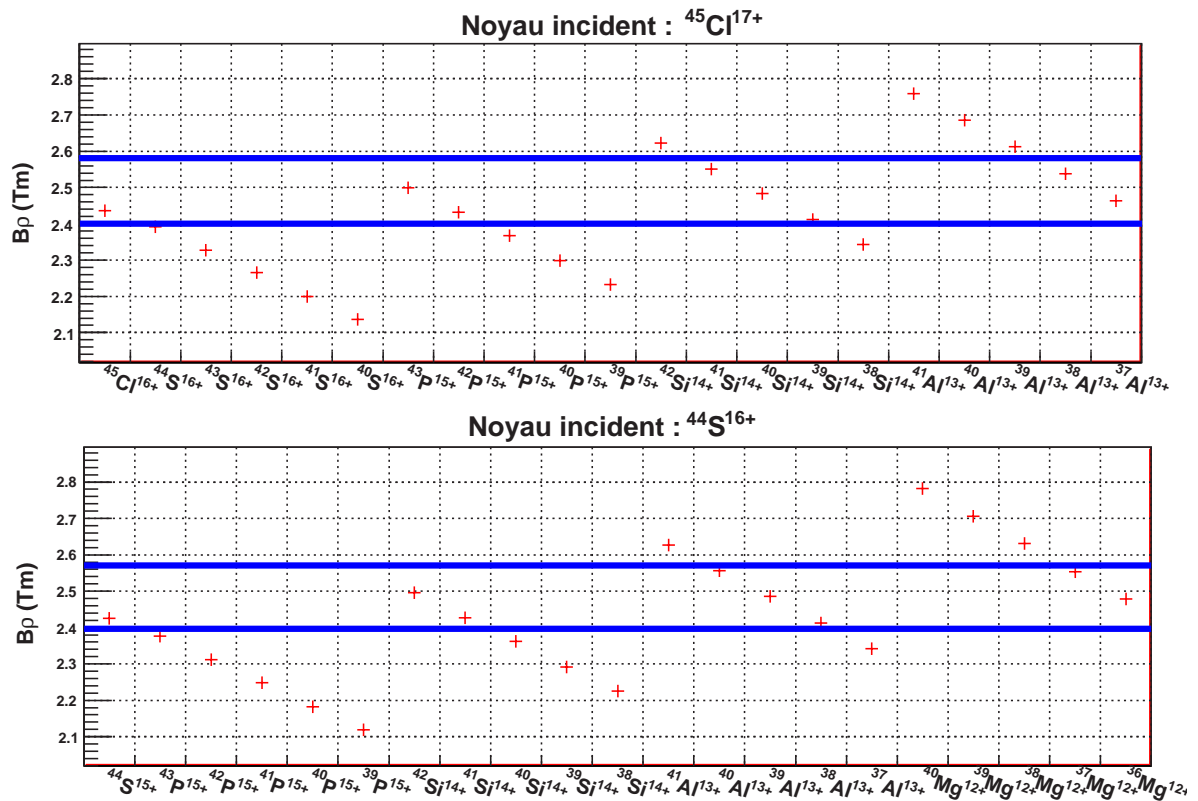 Noyau incident : ⁴⁵Cl¹⁷⁺
Bρ (Tm)
2.8
2.7
2.6
2.5
2.4
2.3
2.2
2.1
⁴⁵Cl¹⁶⁺ ⁴⁴S¹⁶⁺ ⁴³S¹⁶⁺ ⁴²S¹⁶⁺ ⁴¹S¹⁶⁺ ⁴⁰S¹⁶⁺ ⁴³P¹⁵⁺ ⁴²P¹⁵⁺ ⁴¹P¹⁵⁺ ⁴⁰P¹⁵⁺ ³⁹P¹⁵⁺ ⁴²Si¹⁴⁺ ⁴¹Si¹⁴⁺ ⁴⁰Si¹⁴⁺ ³⁹Si¹⁴⁺ ³⁸Si¹⁴⁺ ⁴¹Al¹³⁺ ⁴⁰Al¹³⁺ ³⁹Al¹³⁺ ³⁸Al¹³⁺ ³⁷Al¹³⁺
Noyau incident : ⁴⁴S¹⁶⁺
Bρ (Tm)
2.8
2.7
2.6
2.5
2.4
2.3
2.2
2.1
⁴⁴S¹⁵⁺ ⁴³P¹⁵⁺ ⁴²P¹⁵⁺ ⁴¹P¹⁵⁺ ⁴⁰P¹⁵⁺ ³⁹P¹⁵⁺ ⁴²Si¹⁴⁺ ⁴¹Si¹⁴⁺ ⁴⁰Si¹⁴⁺ ³⁹Si¹⁴⁺ ³⁸Si¹⁴⁺ ⁴¹Al¹³⁺ ⁴⁰Al¹³⁺ ³⁹Al¹³⁺ ³⁸Al¹³⁺ ³⁷Al¹³⁺ ⁴⁰Mg¹²⁺ ³⁹Mg¹²⁺ ³⁸Mg¹²⁺ ³⁷Mg¹²⁺ ³⁶Mg¹²⁺